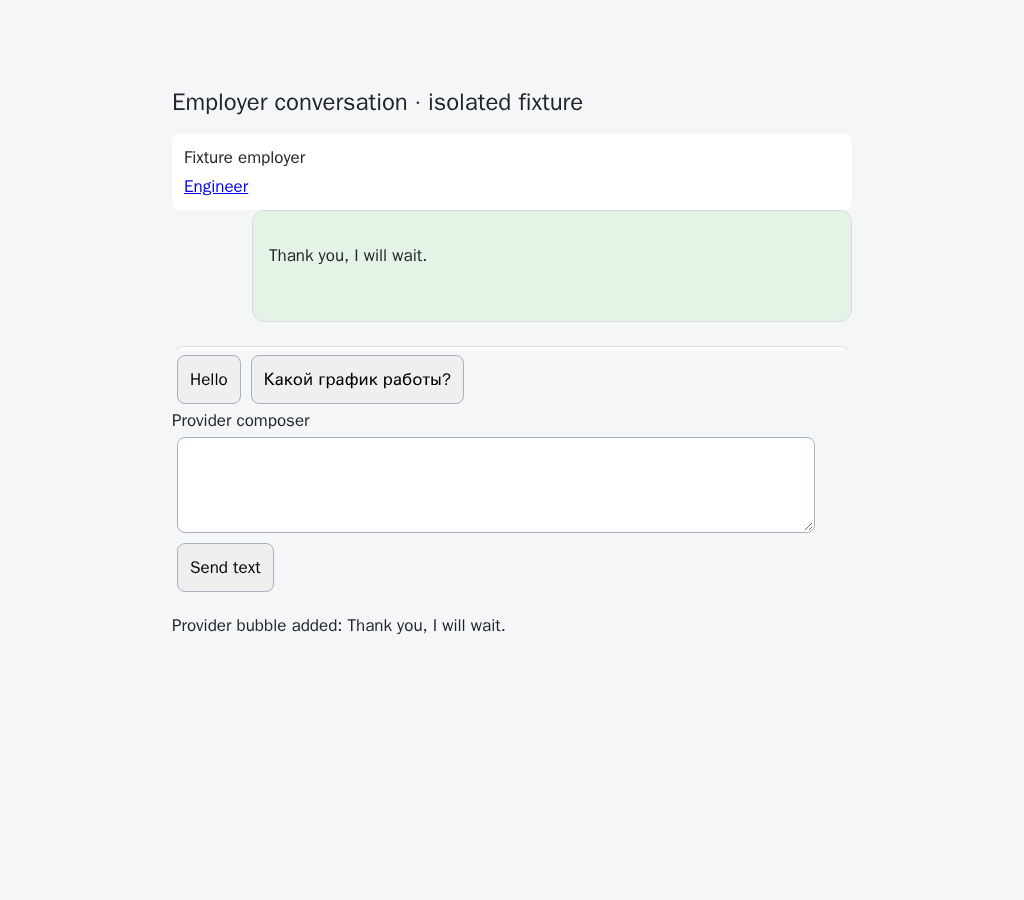 Employer conversation · isolated fixture
Fixture employer
Engineer
Thank you, I will wait.
Hello
Какой график работы?
Provider composer
Send text
Provider bubble added: Thank you, I will wait.